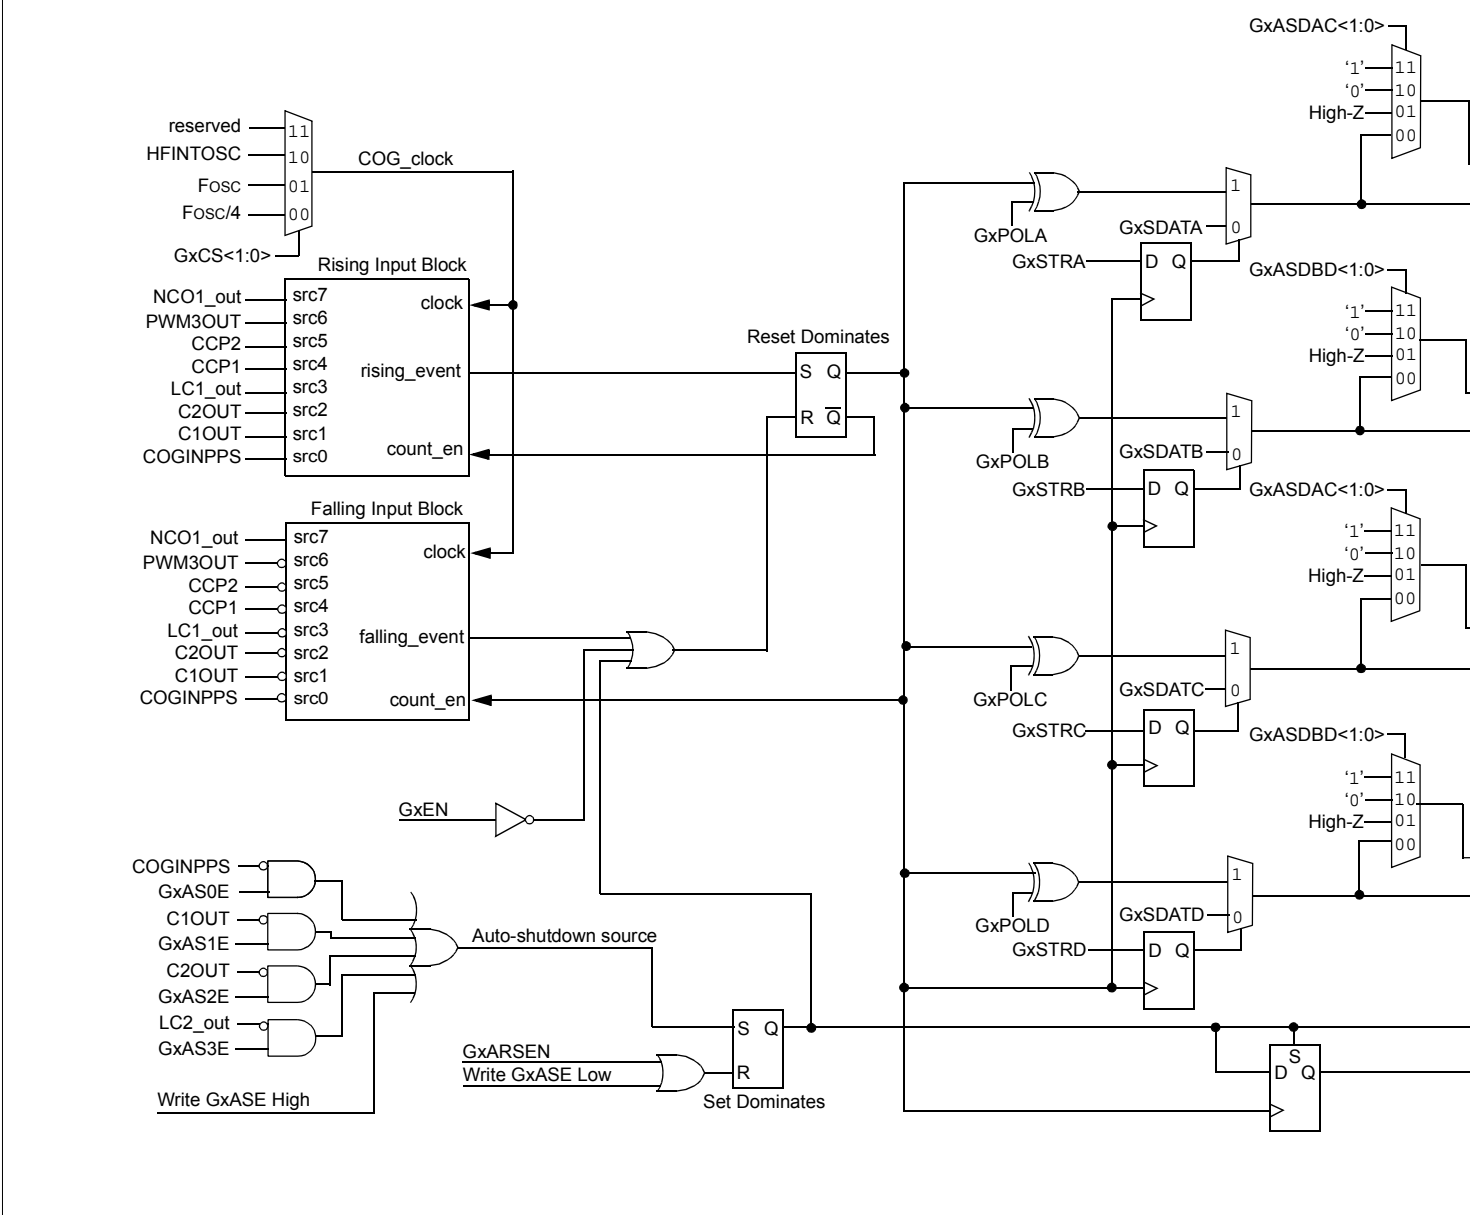 GxASDAC<1:0>
‘1’ 11
‘0’ 10
High-Z 01
00
reserved 11
HFINTOSC 10
Fosc 01
Fosc/4 00
GxCS<1:0>
COG_clock
Rising Input Block
NCO1_out src7
PWM3OUT src6
CCP2 src5
CCP1 src4
LC1_out src3
C2OUT src2
C1OUT src1
COGINPPS src0
clock
rising_event
count_en
Falling Input Block
NCO1_out src7
PWM3OUT src6
CCP2 src5
CCP1 src4
LC1_out src3
C2OUT src2
C1OUT src1
COGINPPS src0
clock
falling_event
count_en
Reset Dominates
S Q
R Q
GxEN
COGINPPS
GxAS0E
C1OUT
GxAS1E
C2OUT
GxAS2E
LC2_out
GxAS3E
Write GxASE High
Auto-shutdown source
GxARSEN
Write GxASE Low
S Q
R
Set Dominates
GxPOLA
1
GxSDATA 0
GxSTRA D Q
GxASDBD<1:0>
‘1’ 11
‘0’ 10
High-Z 01
00
GxPOLB
1
GxSDATB 0
GxSTRB D Q
GxASDAC<1:0>
‘1’ 11
‘0’ 10
High-Z 01
00
GxPOLC
1
GxSDATC 0
GxSTRC D Q
GxASDBD<1:0>
‘1’ 11
‘0’ 10
High-Z 01
00
GxPOLD
1
GxSDATD 0
GxSTRD D Q
S
D Q